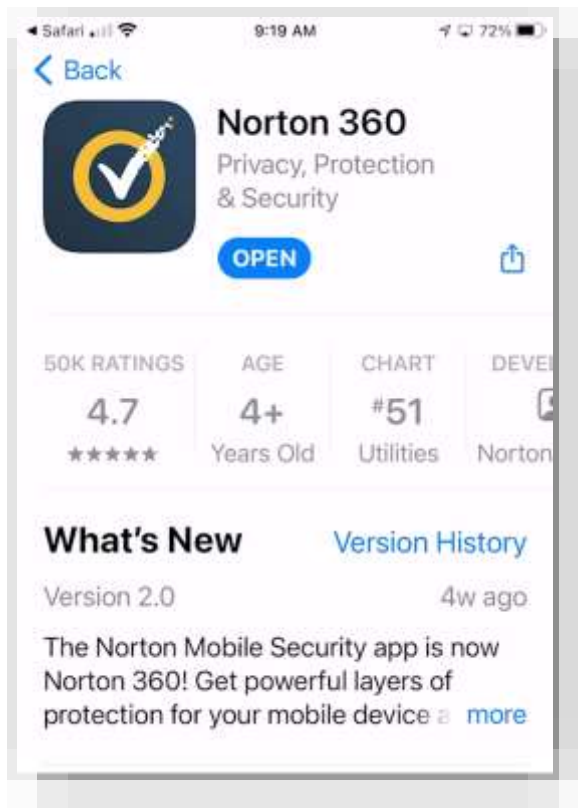 Safari 9:19 AM 72%
Back
Norton 360
Privacy, Protection
& Security
OPEN
50K RATINGS AGE CHART DEVEL
4.7 4+ #51
★★★★★ Years Old Utilities Norton
What's New Version History
Version 2.0 4w ago
The Norton Mobile Security app is now
Norton 360! Get powerful layers of
protection for your mobile device a more